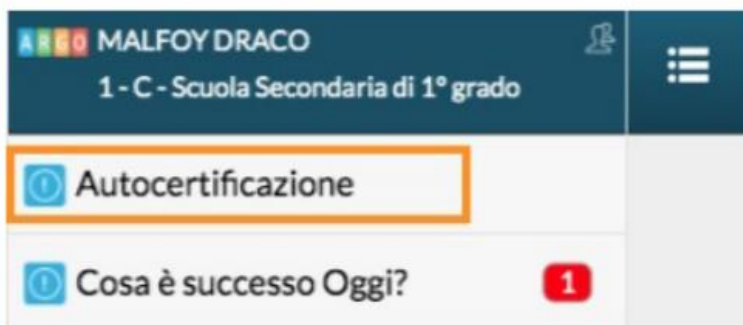 ARGO MALFOY DRACO
1 - C - Scuola Secondaria di 1° grado
Autocertificazione
Cosa è successo Oggi? 1